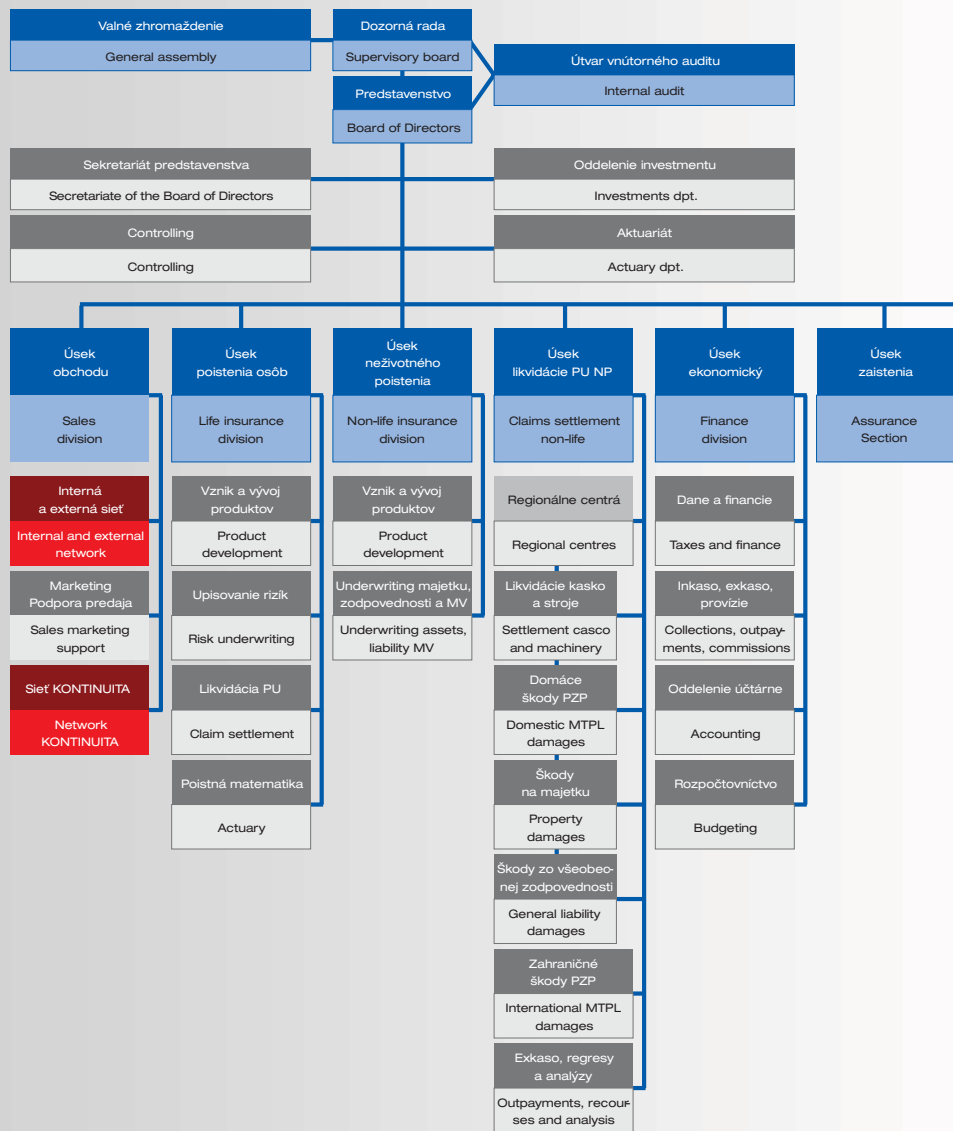 Valné zhromaždenie
General assembly
Dozorná rada
Supervisory board
Predstavenstvo
Board of Directors
Útvar vnútorného auditu
Internal audit
Sekretariát predstavenstva
Secretariate of the Board of Directors
Oddelenie investmentu
Investments dpt.
Controlling
Controlling
Aktuariát
Actuary dpt.
Úsek
obchodu
Sales
division
Interná
a externá sieť
Internal and external
network
Marketing
Podpora predaja
Sales marketing
support
Sieť KONTINUITA
Network
KONTINUITA
Úsek
poistenia osôb
Life insurance
division
Vznik a vývoj
produktov
Product
development
Upisovanie rizík
Risk underwriting
Likvidácia PU
Claim settlement
Poistná matematika
Actuary
Úsek
neživotného
poistenia
Non-life insurance
division
Vznik a vývoj
produktov
Product
development
Underwriting majetku,
zodpovednosti a MV
Underwriting assets,
liability MV
Úsek
likvidácie PU NP
Claims settlement
non-life
Regionálne centrá
Regional centres
Likvidácie kasko
a stroje
Settlement casco
and machinery
Domáce
škody PZP
Domestic MTPL
damages
Škody
na majetku
Property
damages
Škody zo všeobec-
nej zodpovednosti
General liability
damages
Zahraničné
škody PZP
International MTPL
damages
Exkaso, regresy
a analýzy
Outpayments, recour-
ses and analysis
Úsek
ekonomický
Finance
division
Dane a financie
Taxes and finance
Inkaso, exkaso,
provízie
Collections, outpay-
ments, commissions
Oddelenie účtárne
Accounting
Rozpočtovníctvo
Budgeting
Úsek
zaistenia
Assurance
Section